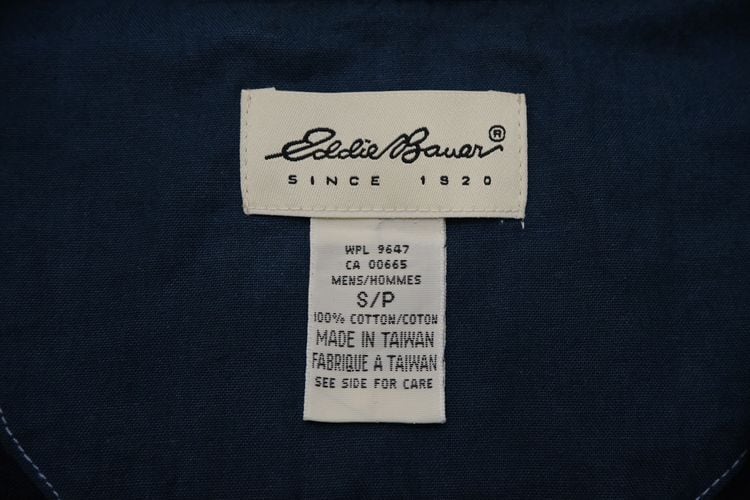 Eddie Bauer®
SINCE 1920
WPL 9647
CA 00665
MENS/HOMMES
S/P
100% COTTON/COTON
MADE IN TAIWAN
FABRIQUE A TAIWAN
SEE SIDE FOR CARE